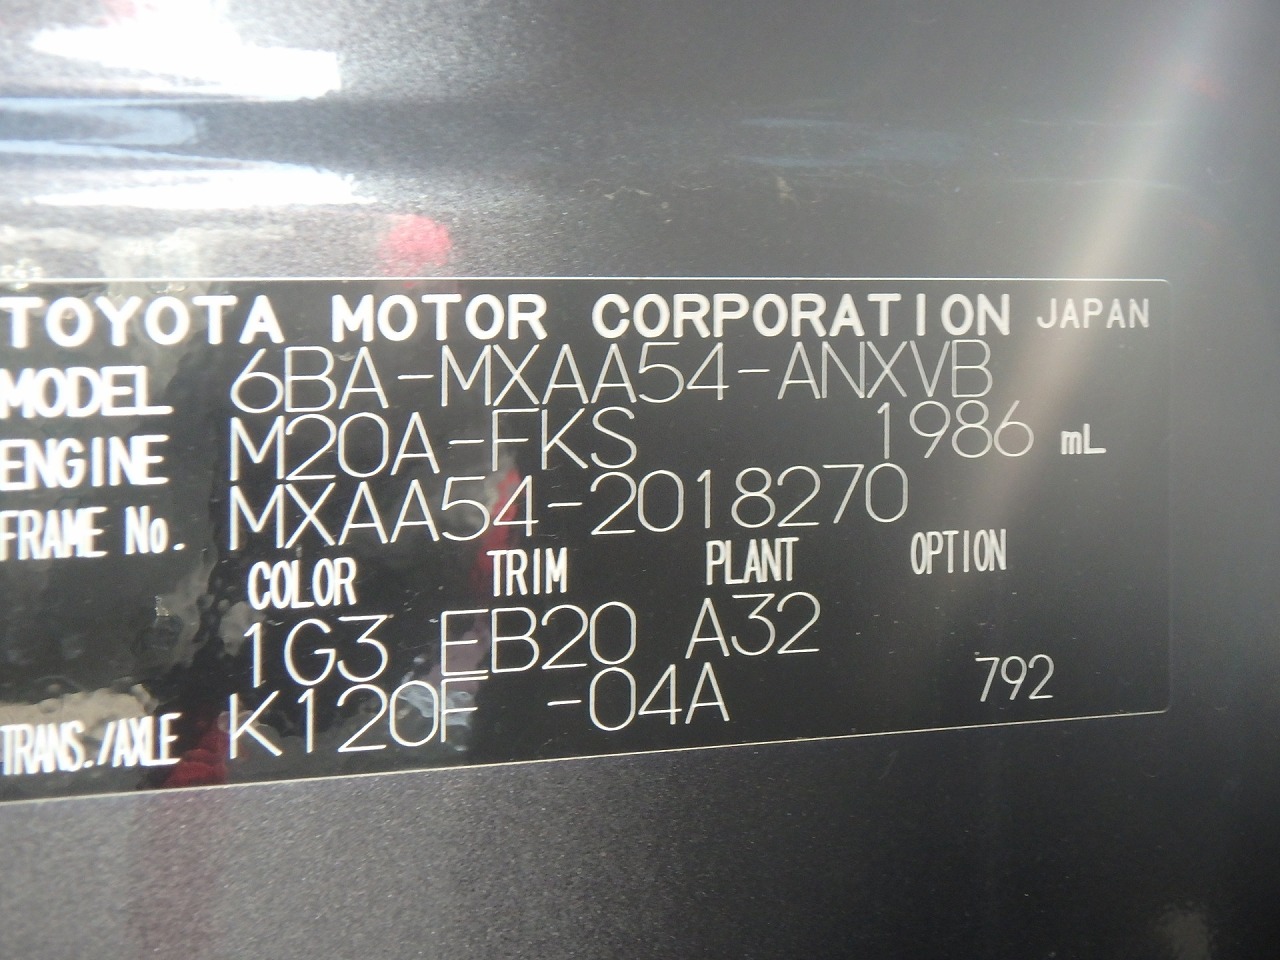 TOYOTA MOTOR CORPORATION JAPAN
MODEL 6BA-MXAA54-ANXVB
ENGINE M20A-FKS 1986 mL
FRAME No. MXAA54-2018270
COLOR TRIM PLANT OPTION
1G3 EB20 A32
TRANS./AXLE K120F -04A 792